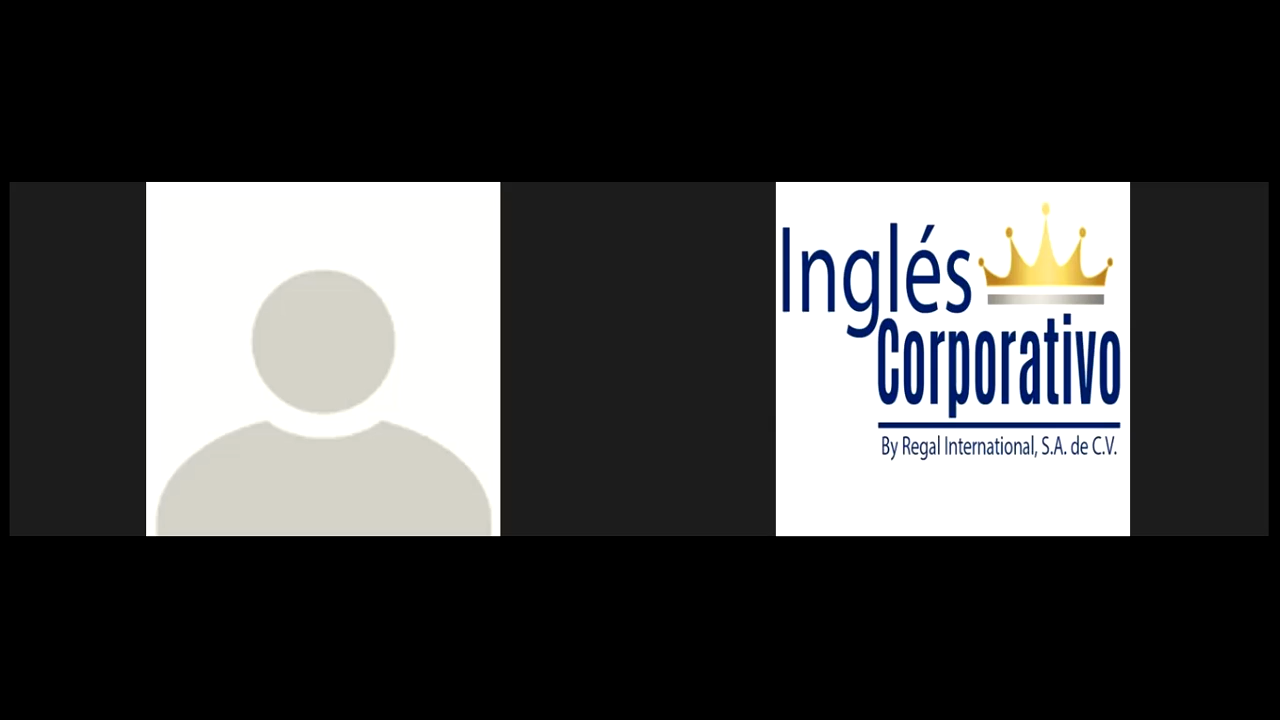 Inglés
Corporativo
By Regal International, S.A. de C.V.